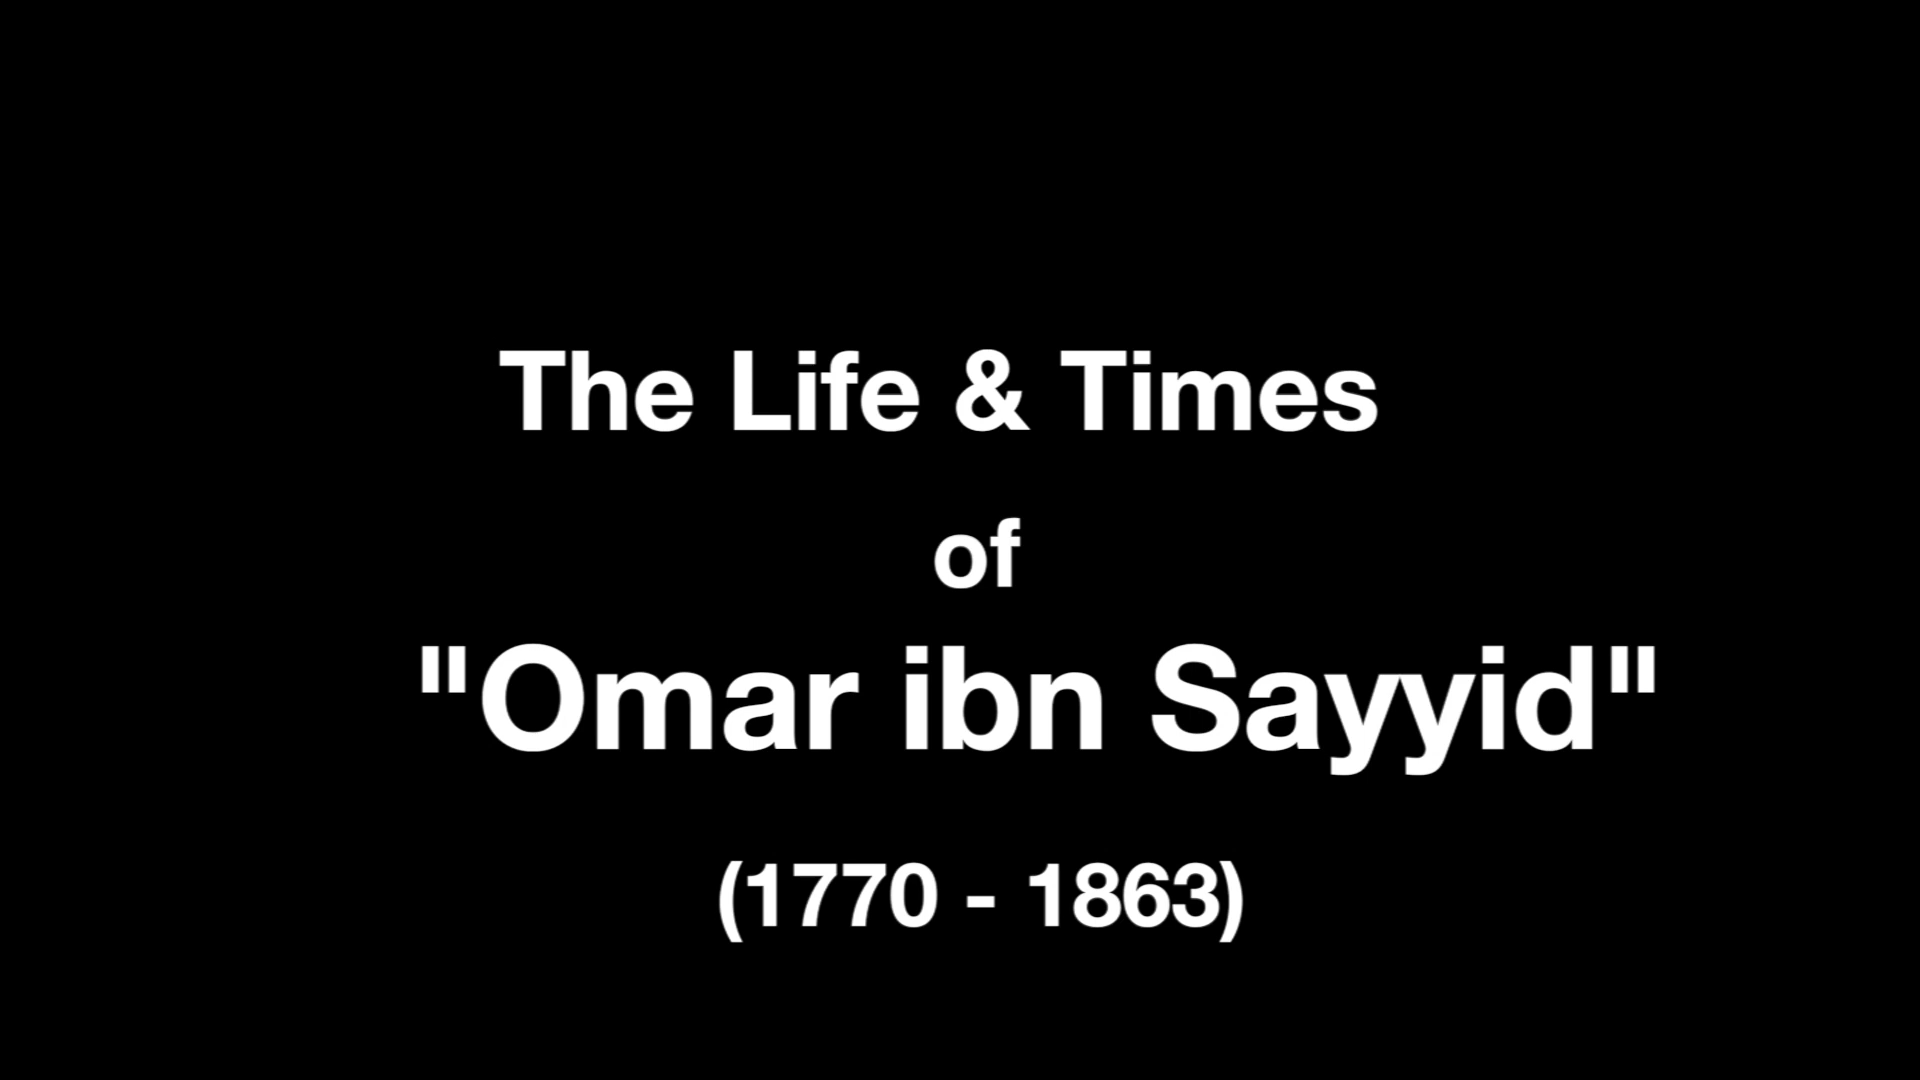 The Life & Times
of
"Omar ibn Sayyid"
(1770 - 1863)